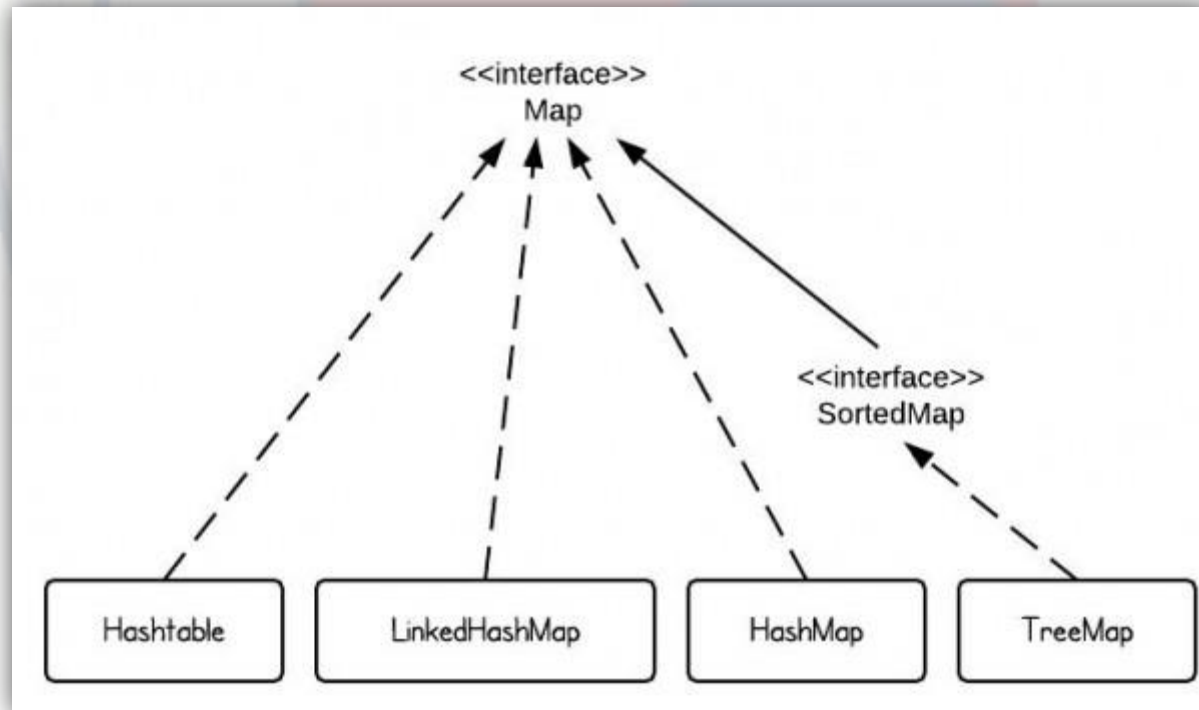 <<interface>>
Map
<<interface>>
SortedMap
Hashtable
LinkedHashMap
HashMap
TreeMap